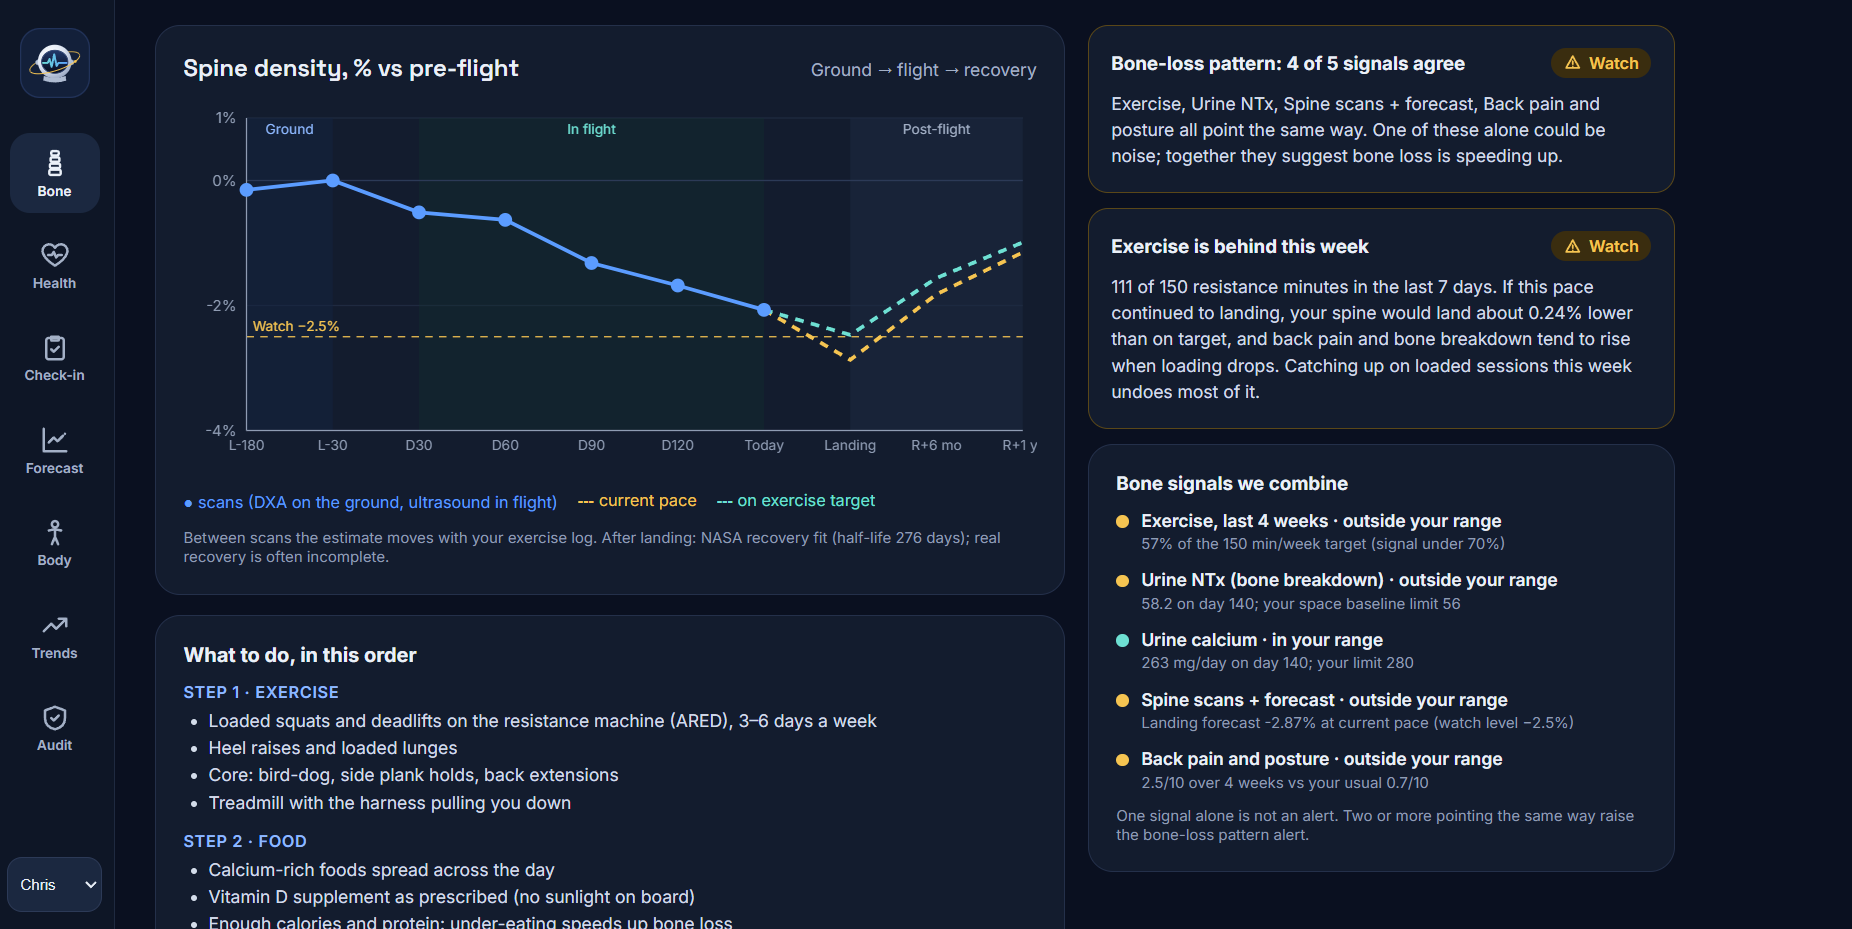 Bone
Health
Check-in
Forecast
Body
Trends
Audit
Chris
Spine density, % vs pre-flight
Ground → flight → recovery
1%
0%
-2%
-4%
Ground
In flight
Post-flight
Watch −2.5%
L-180
L-30
D30
D60
D90
D120
Today
Landing
R+6 mo
R+1 y
● scans (DXA on the ground, ultrasound in flight)
--- current pace
--- on exercise target
Between scans the estimate moves with your exercise log. After landing: NASA recovery fit (half-life 276 days); real
recovery is often incomplete.
What to do, in this order
STEP 1 · EXERCISE
• Loaded squats and deadlifts on the resistance machine (ARED), 3–6 days a week
• Heel raises and loaded lunges
• Core: bird-dog, side plank holds, back extensions
• Treadmill with the harness pulling you down
STEP 2 · FOOD
• Calcium-rich foods spread across the day
• Vitamin D supplement as prescribed (no sunlight on board)
• Enough calories and protein: under-eating speeds up bone loss
Bone-loss pattern: 4 of 5 signals agree
⚠ Watch
Exercise, Urine NTx, Spine scans + forecast, Back pain and
posture all point the same way. One of these alone could be
noise; together they suggest bone loss is speeding up.
Exercise is behind this week
⚠ Watch
111 of 150 resistance minutes in the last 7 days. If this pace
continued to landing, your spine would land about 0.24% lower
than on target, and back pain and bone breakdown tend to rise
when loading drops. Catching up on loaded sessions this week
undoes most of it.
Bone signals we combine
Exercise, last 4 weeks · outside your range
57% of the 150 min/week target (signal under 70%)
Urine NTx (bone breakdown) · outside your range
58.2 on day 140; your space baseline limit 56
Urine calcium · in your range
263 mg/day on day 140; your limit 280
Spine scans + forecast · outside your range
Landing forecast -2.87% at current pace (watch level −2.5%)
Back pain and posture · outside your range
2.5/10 over 4 weeks vs your usual 0.7/10
One signal alone is not an alert. Two or more pointing the same way raise
the bone-loss pattern alert.